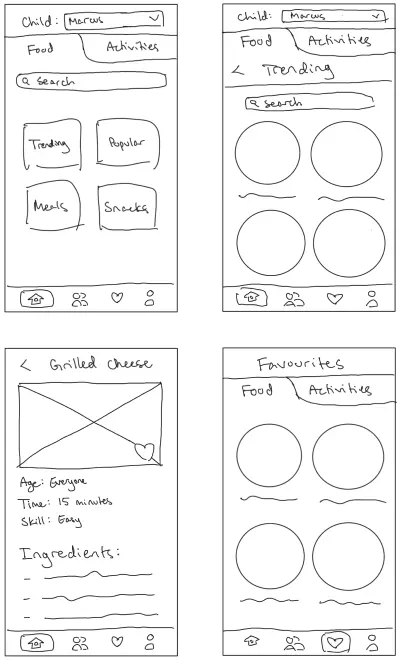 Child: Marcus
Food Activities
Search
Trending Popular
Meals Snacks
Child: Marcus
Food Activities
< Trending
Search
< Grilled Cheese
Age: Everyone
Time: 15 minutes
Skill: Easy
Ingredients:
Favourites
Food Activities